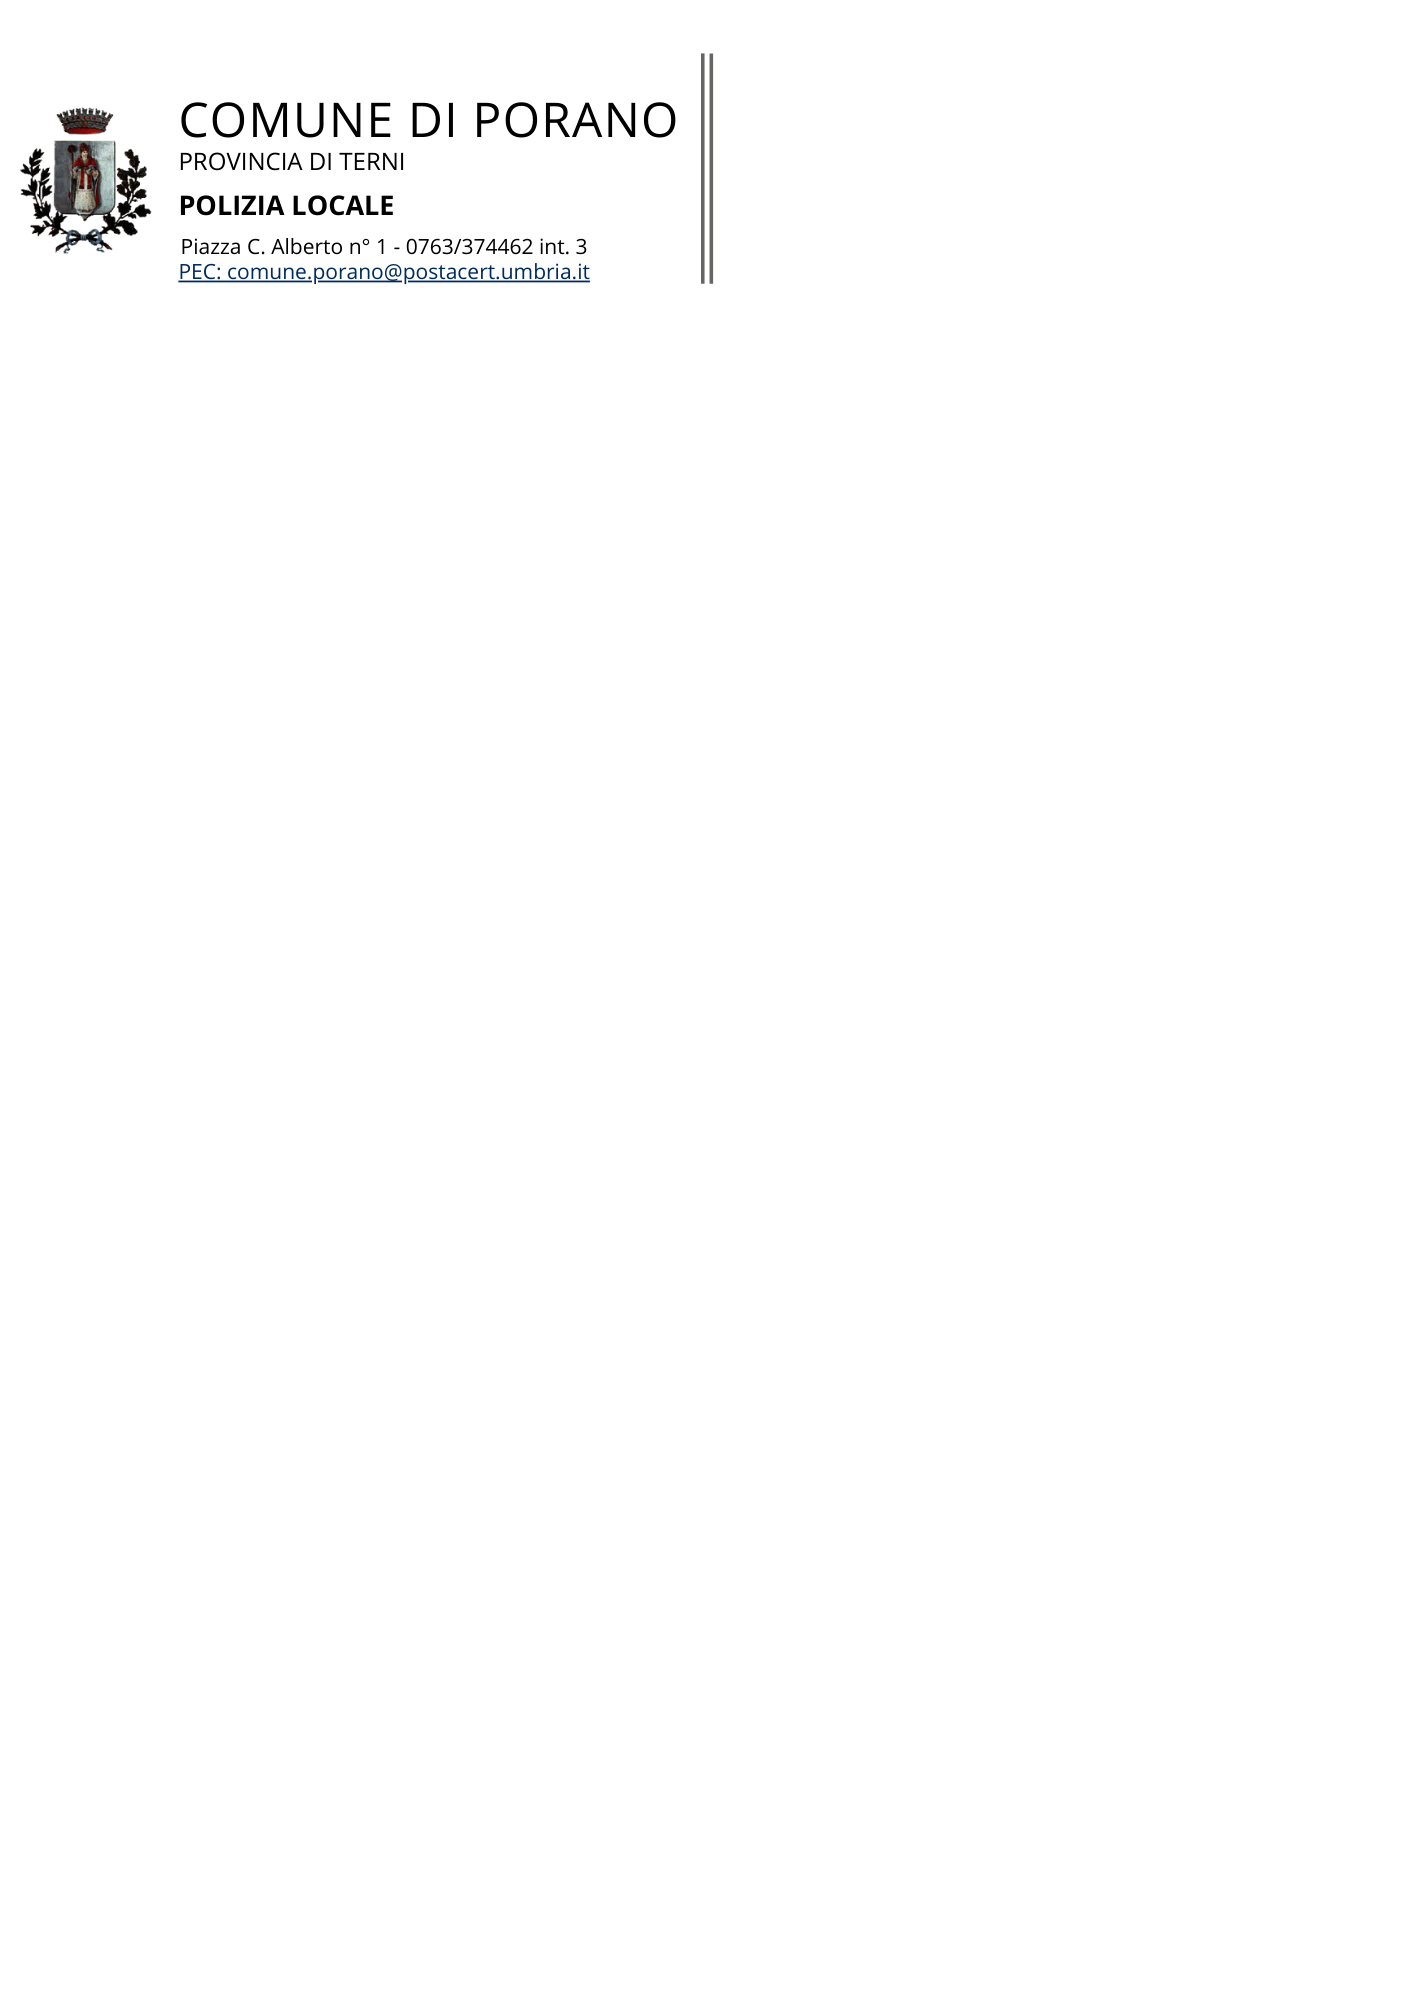 COMUNE DI PORANO
PROVINCIA DI TERNI
POLIZIA LOCALE
Piazza C. Alberto n° 1 - 0763/374462 int. 3
PEC: comune.porano@postacert.umbria.it